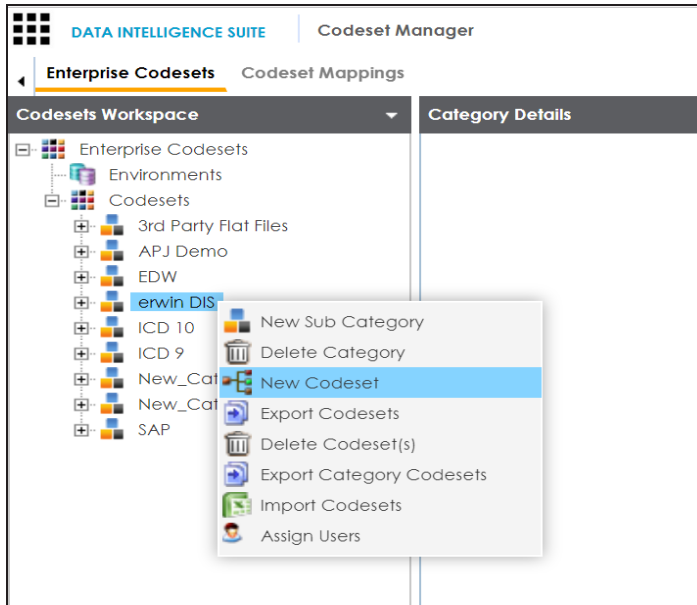 DATA INTELLIGENCE SUITE Codeset Manager
Enterprise Codesets Codeset Mappings
Codesets Workspace Category Details
Enterprise Codesets
Environments
Codesets
3rd Party Flat Files
APJ Demo
EDW
erwin DIS
ICD 10
ICD 9
New_Cat
New_Cat
SAP
New Sub Category
Delete Category
New Codeset
Export Codesets
Delete Codeset(s)
Export Category Codesets
Import Codesets
Assign Users